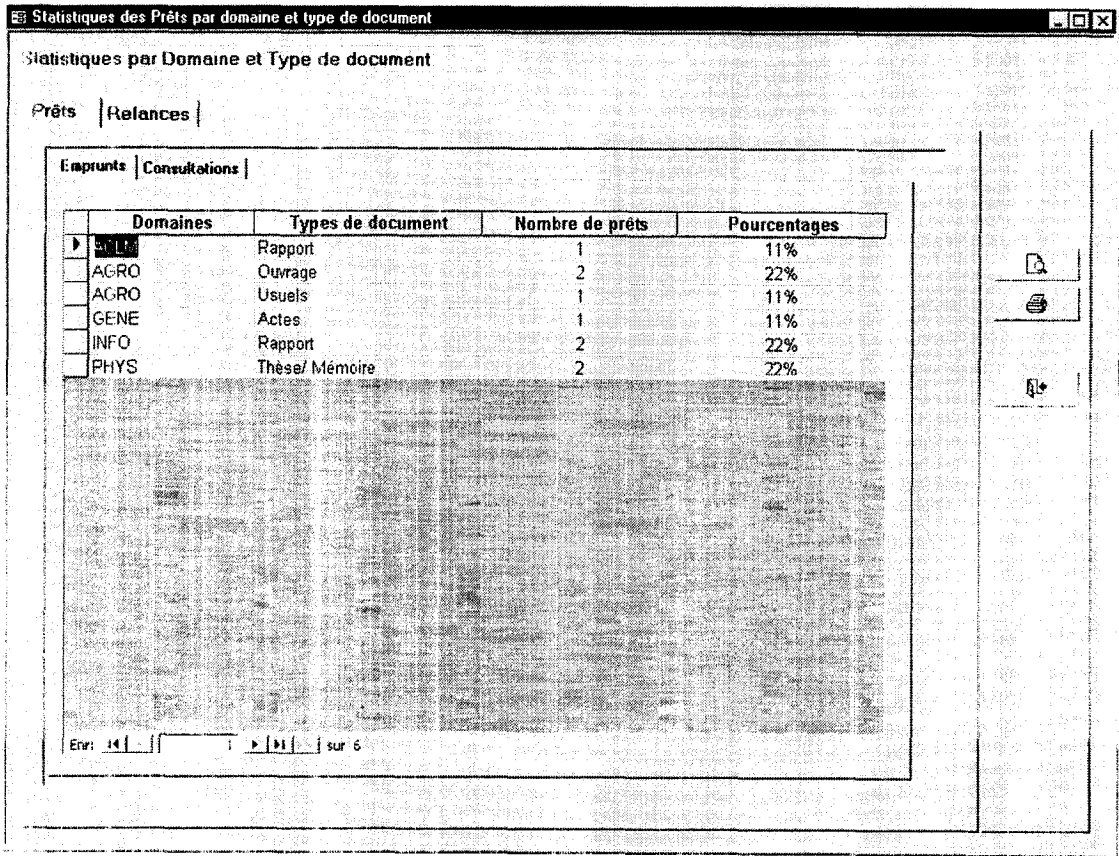 Statistiques des Prêts par domaine et type de document
Statistiques par Domaine et Type de document
Prêts Relances
Emprunts Consultations
Domaines Types de document Nombre de prêts Pourcentages
Rapport 1 11%
AGRO Ouvrage 2 22%
AGRO Usuels 1 11%
GENE Actes 1 11%
INFO Rapport 2 22%
PHYS Thèse/ Mémoire 2 22%
Enr: 1 sur 6